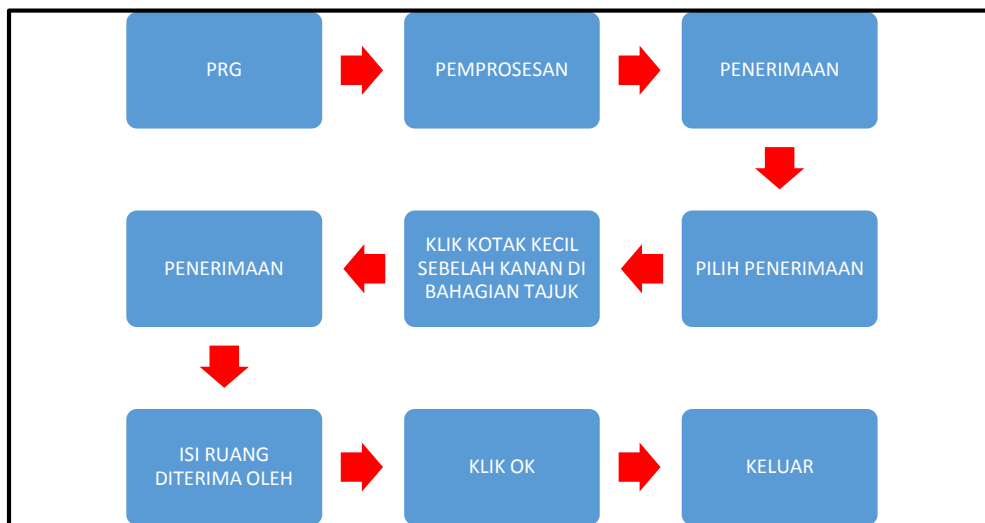 PRG
PEMPROSESAN
PENERIMAAN
PILIH PENERIMAAN
KLIK KOTAK KECIL
SEBELAH KANAN DI
BAHAGIAN TAJUK
PENERIMAAN
ISI RUANG
DITERIMA OLEH
KLIK OK
KELUAR